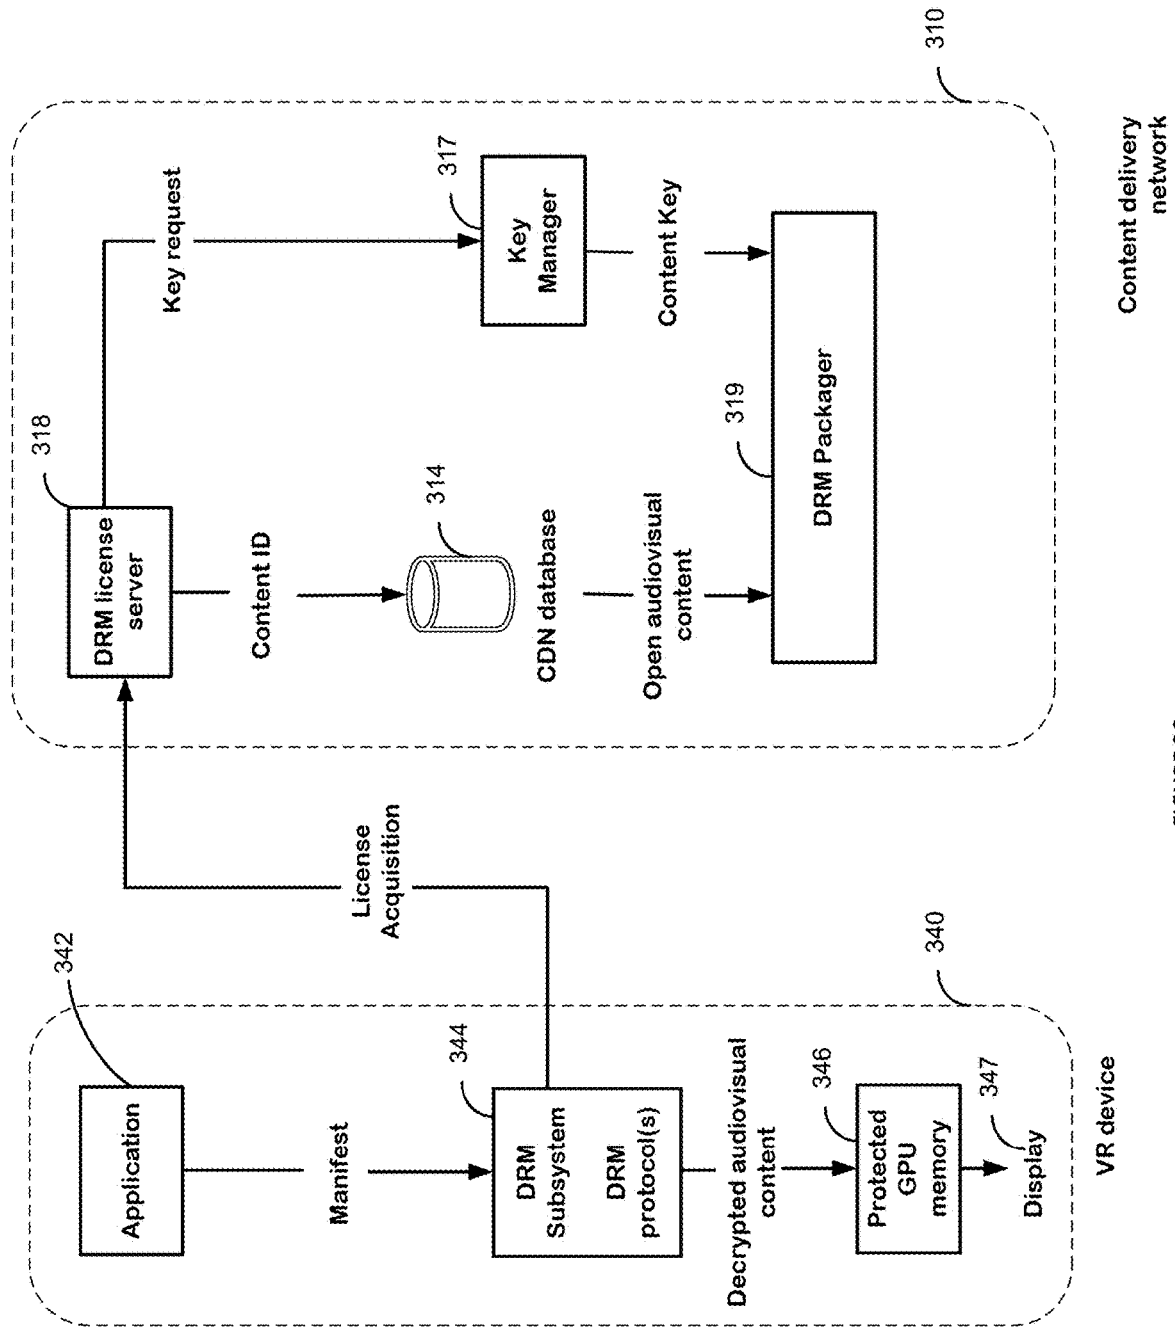 342
Application
Manifest
344
DRM
Subsystem
DRM
protocol(s)
Decrypted audiovisual
content
346
Protected
GPU
memory
347
Display
340
VR device
License
Acquisition
318
DRM license
server
Key request
Content ID
314
CDN database
317
Key
Manager
Content Key
Open audiovisual
content
319
DRM Packager
310
Content delivery
network